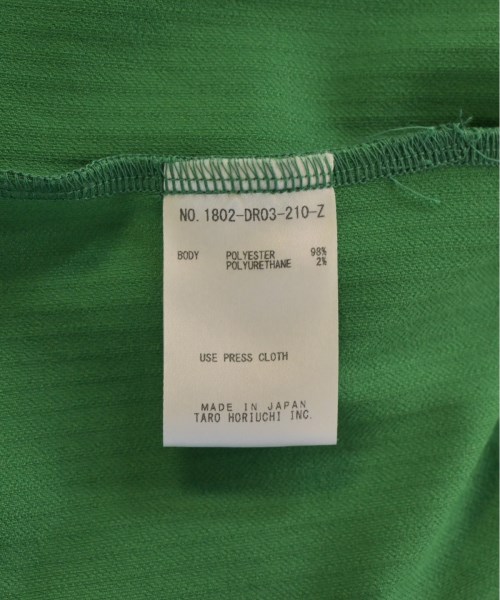 NO. 1802-DR03-210-Z
BODY POLYESTER 98%
POLYURETHANE 2%
USE PRESS CLOTH
MADE IN JAPAN
TARO HORIUCHI INC.